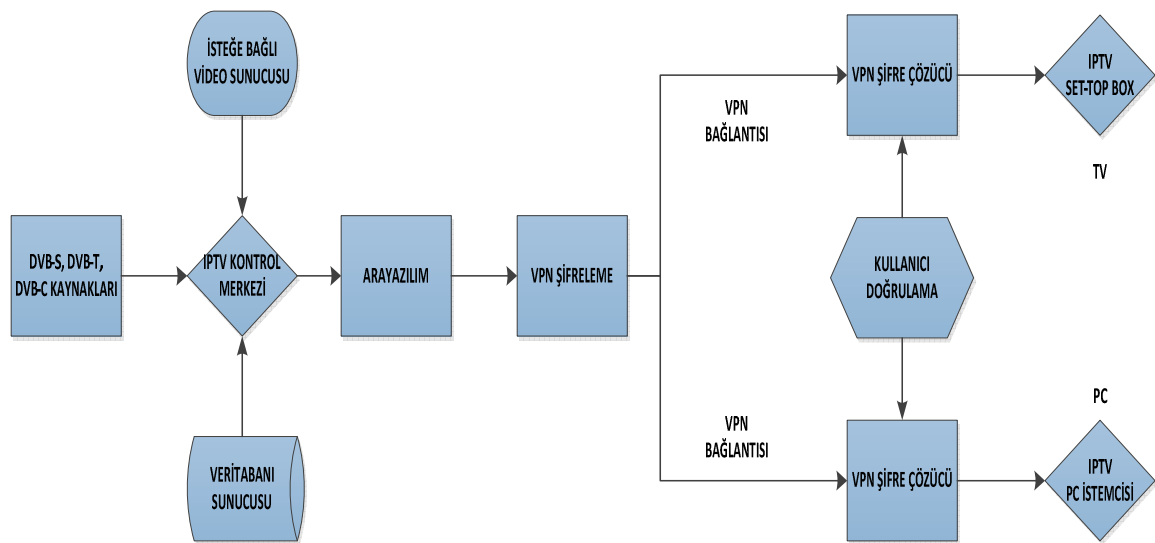 İSTEĞE BAĞLI
VİDEO SUNUCUSU
DVB-S, DVB-T,
DVB-C KAYNAKLARI
IPTV KONTROL
MERKEZİ
VERİTABANI
SUNUCUSU
ARAYAZILIM
VPN ŞİFRELEME
VPN
BAĞLANTISI
VPN ŞİFRE ÇÖZÜCÜ
IPTV
SET-TOP BOX
TV
KULLANICI
DOĞRULAMA
VPN
BAĞLANTISI
VPN ŞİFRE ÇÖZÜCÜ
PC
IPTV
PC İSTEMCİSİ